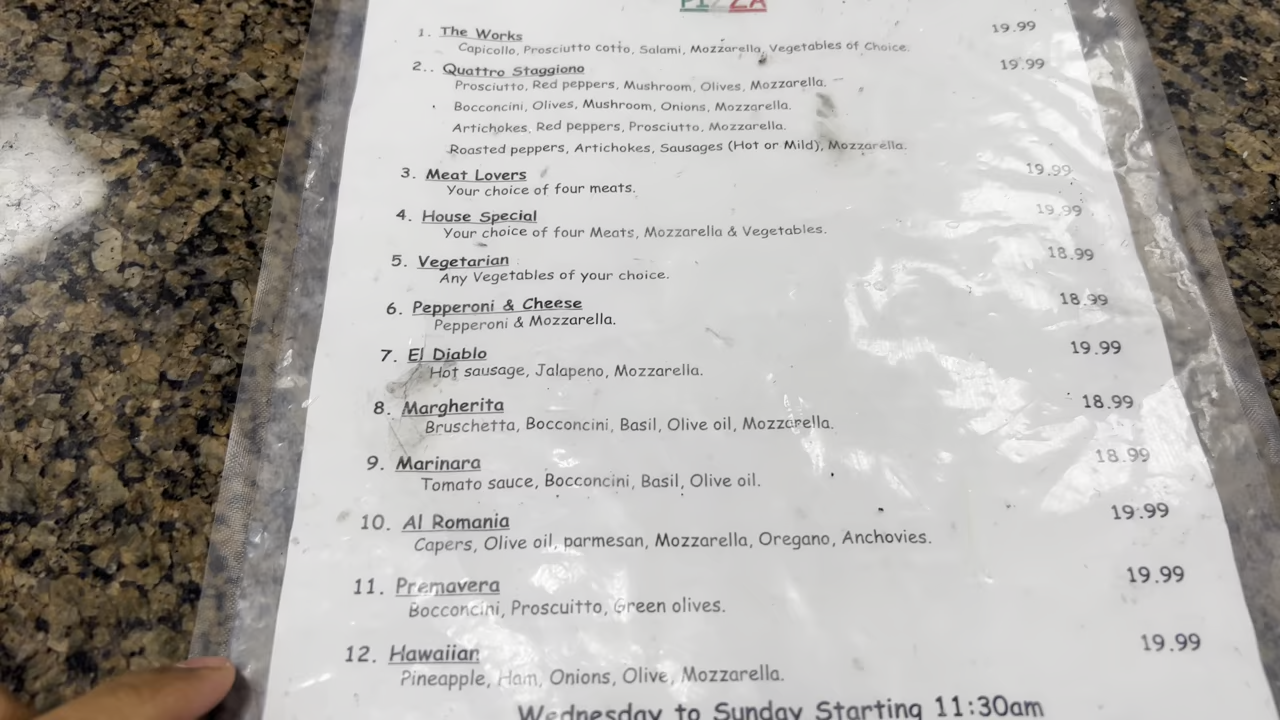 PIZZA
1. The Works 19.99
Capicollo, Prosciutto cotto, Salami, Mozzarella, Vegetables of Choice.
2.. Quattro Staggiono 19.99
Prosciutto, Red peppers, Mushroom, Olives, Mozzarella.
Bocconcini, Olives, Mushroom, Onions, Mozzarella.
Artichokes, Red peppers, Prosciutto, Mozzarella.
Roasted peppers, Artichokes, Sausages (Hot or Mild), Mozzarella.
3. Meat Lovers 19.99
Your choice of four meats.
4. House Special 19.99
Your choice of four Meats, Mozzarella & Vegetables.
5. Vegetarian 18.99
Any Vegetables of your choice.
6. Pepperoni & Cheese 18.99
Pepperoni & Mozzarella.
7. El Diablo 19.99
Hot sausage, Jalapeno, Mozzarella.
8. Margherita 18.99
Bruschetta, Bocconcini, Basil, Olive oil, Mozzarella.
9. Marinara 18.99
Tomato sauce, Bocconcini, Basil, Olive oil.
10. Al Romania 19.99
Capers, Olive oil, parmesan, Mozzarella, Oregano, Anchovies.
11. Premavera 19.99
Bocconcini, Proscuitto, Green olives.
12. Hawaiian 19.99
Pineapple, Ham, Onions, Olive, Mozzarella.
Wednesday to Sunday Starting 11:30am